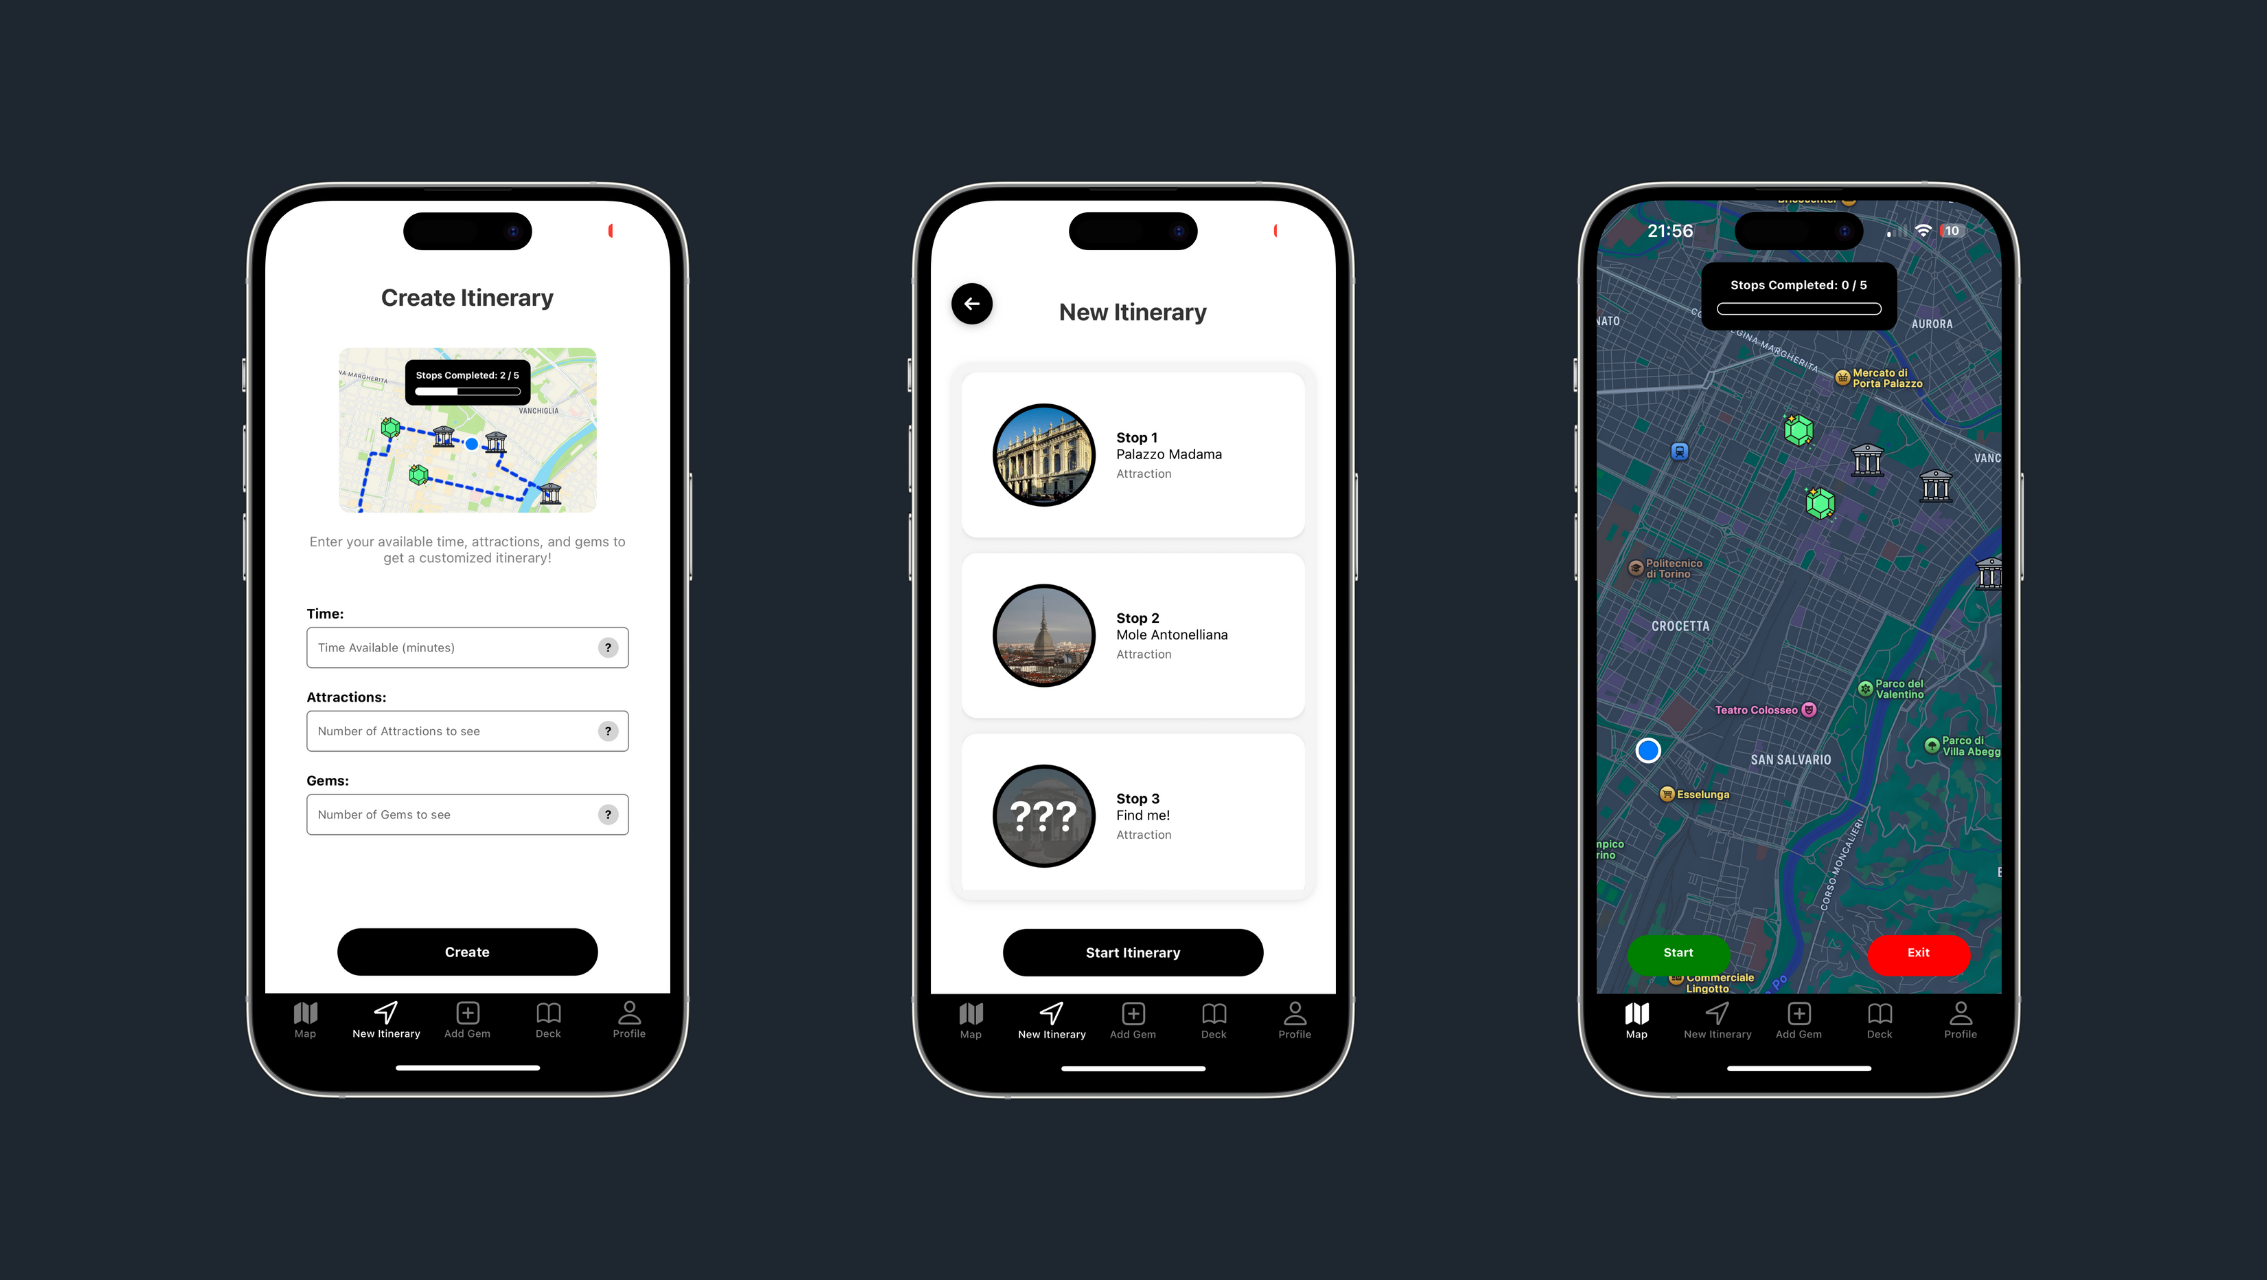 Create Itinerary
NA·MARGHERITA
Stops Completed: 2 / 5
VANCHIGLIA
Enter your available time, attractions, and gems to
get a customized itinerary!
Time:
Time Available (minutes)
?
Attractions:
Number of Attractions to see
?
Gems:
Number of Gems to see
?
Create
Map
New Itinerary
Add Gem
Deck
Profile
New Itinerary
Stop 1
Palazzo Madama
Attraction
Stop 2
Mole Antonelliana
Attraction
???
Stop 3
Find me!
Attraction
Start Itinerary
Map
New Itinerary
Add Gem
Deck
Profile
21:56
10
Stops Completed: 0 / 5
NATO
REGINA·MARGHERITA
AURORA
Mercato di
Porta Palazzo
VANC
Politecnico
di Torino
CROCETTA
Parco del
Valentino
Teatro Colosseo
Parco di
Villa Abegg
SAN SALVARIO
Esselunga
mpico
rino
CORSO·MONCALIERI
Start
Exit
Commerciale
Lingotto
Po
Map
New Itinerary
Add Gem
Deck
Profile